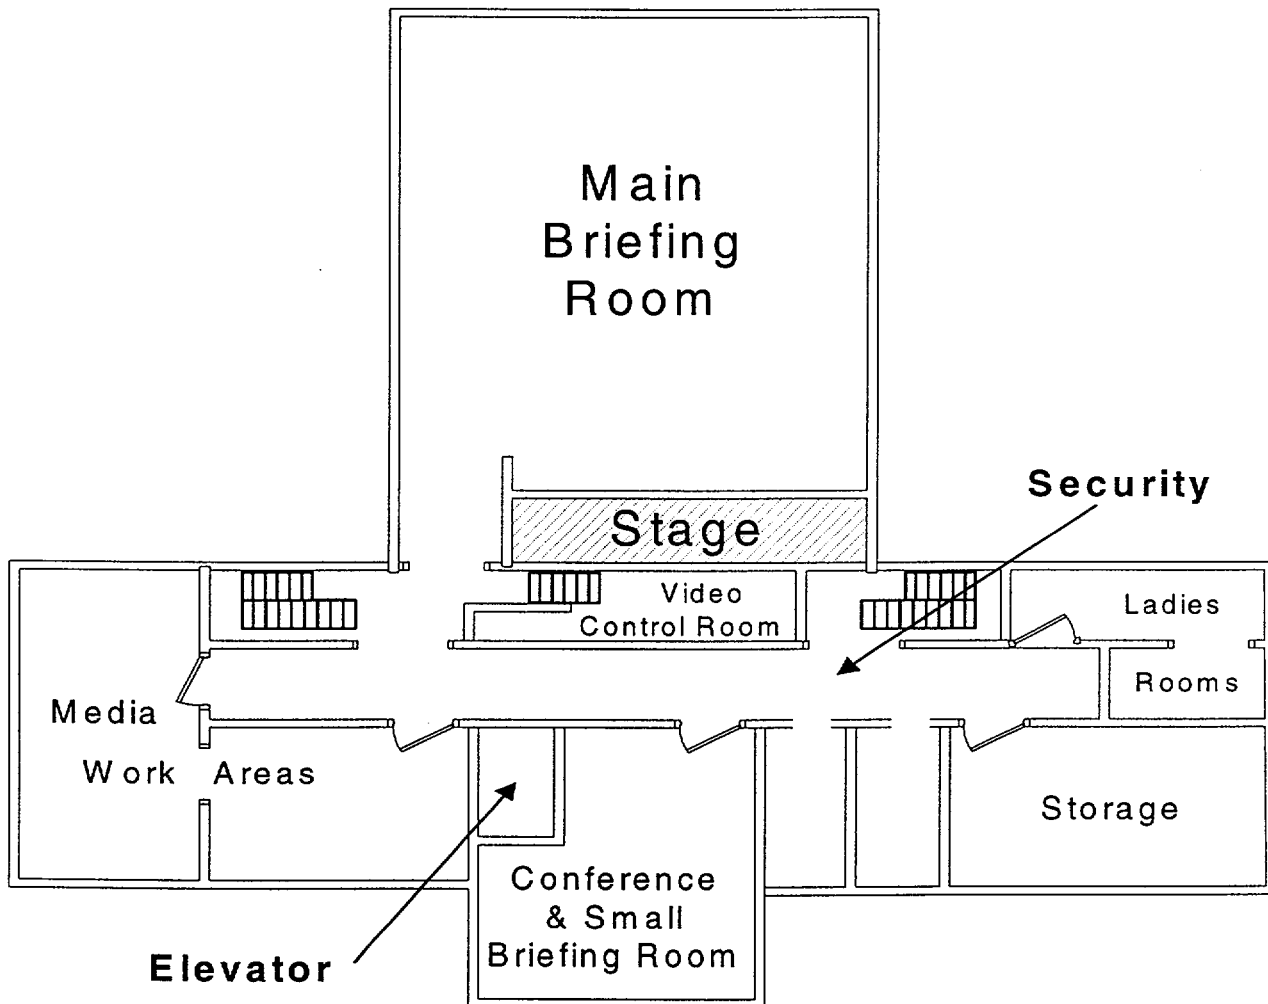 Main
Briefing
Room
Security
Stage
Video
Control Room
Ladies
Rooms
Media
Work Areas
Storage
Conference
& Small
Briefing Room
Elevator